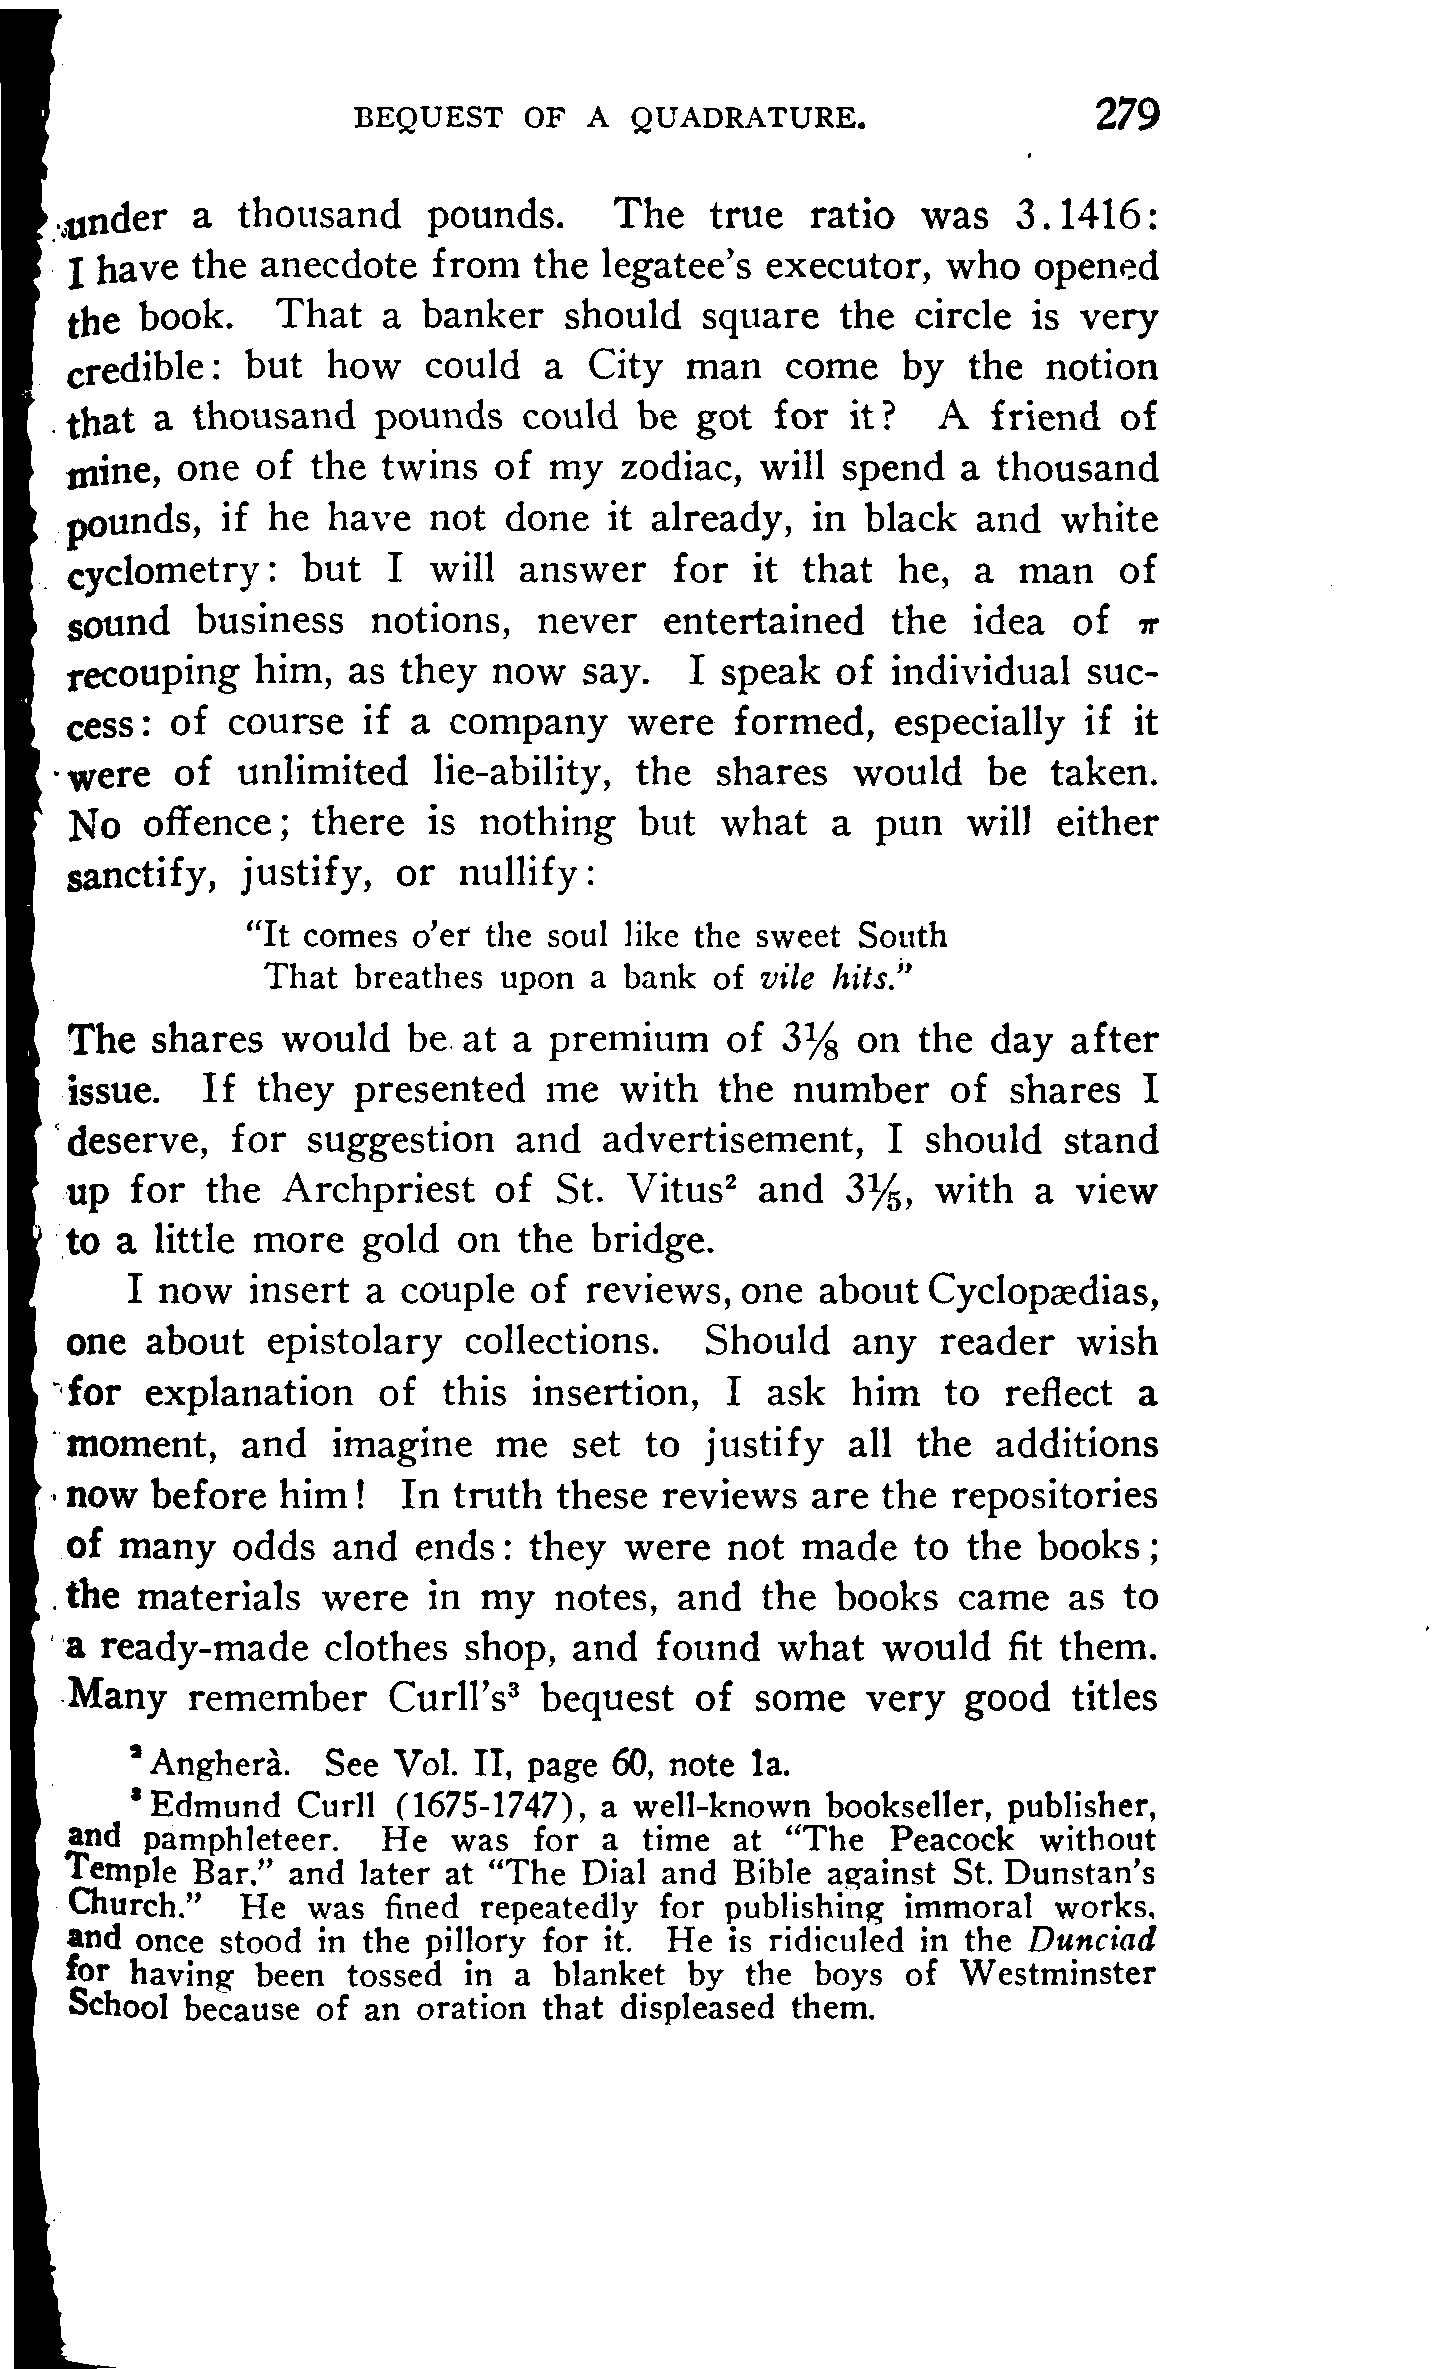 BEQUEST OF A QUADRATURE. 279
under a thousand pounds. The true ratio was 3.1416:
I have the anecdote from the legatee's executor, who opened
the book. That a banker should square the circle is very
credible: but how could a City man come by the notion
that a thousand pounds could be got for it? A friend of
mine, one of the twins of my zodiac, will spend a thousand
pounds, if he have not done it already, in black and white
cyclometry: but I will answer for it that he, a man of
sound business notions, never entertained the idea of π
recouping him, as they now say. I speak of individual suc-
cess: of course if a company were formed, especially if it
were of unlimited lie-ability, the shares would be taken.
No offence; there is nothing but what a pun will either
sanctify, justify, or nullify:
"It comes o'er the soul like the sweet South
That breathes upon a bank of vile hits."
The shares would be at a premium of 3⅛ on the day after
issue. If they presented me with the number of shares I
deserve, for suggestion and advertisement, I should stand
up for the Archpriest of St. Vitus² and 3⅕, with a view
to a little more gold on the bridge.
I now insert a couple of reviews, one about Cyclopædias,
one about epistolary collections. Should any reader wish
for explanation of this insertion, I ask him to reflect a
moment, and imagine me set to justify all the additions
now before him! In truth these reviews are the repositories
of many odds and ends: they were not made to the books;
the materials were in my notes, and the books came as to
a ready-made clothes shop, and found what would fit them.
Many remember Curll's³ bequest of some very good titles
² Angherà. See Vol. II, page 60, note 1a.
³ Edmund Curll (1675-1747), a well-known bookseller, publisher,
and pamphleteer. He was for a time at "The Peacock without
Temple Bar." and later at "The Dial and Bible against St. Dunstan's
Church." He was fined repeatedly for publishing immoral works,
and once stood in the pillory for it. He is ridiculed in the Dunciad
for having been tossed in a blanket by the boys of Westminster
School because of an oration that displeased them.